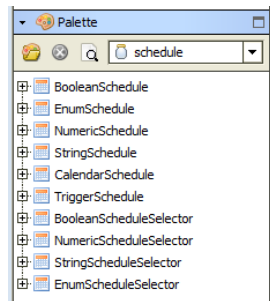 Palette
schedule
BooleanSchedule
EnumSchedule
NumericSchedule
StringSchedule
CalendarSchedule
TriggerSchedule
BooleanScheduleSelector
NumericScheduleSelector
StringScheduleSelector
EnumScheduleSelector